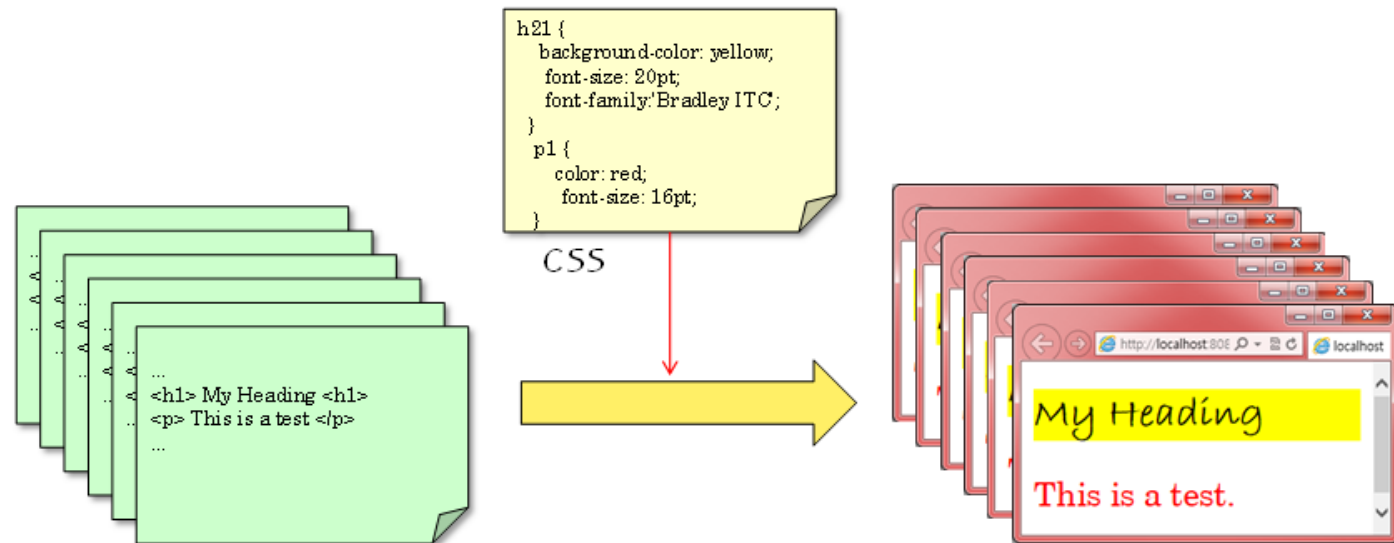 h21 {
background-color: yellow;
font-size: 20pt;
font-family:'Bradley ITC';
}
p1 {
color: red;
font-size: 16pt;
}
CSS
...
<h1> My Heading <h1>
<p> This is a test </p>
...
http://localhost:808
localhost
My Heading
This is a test.